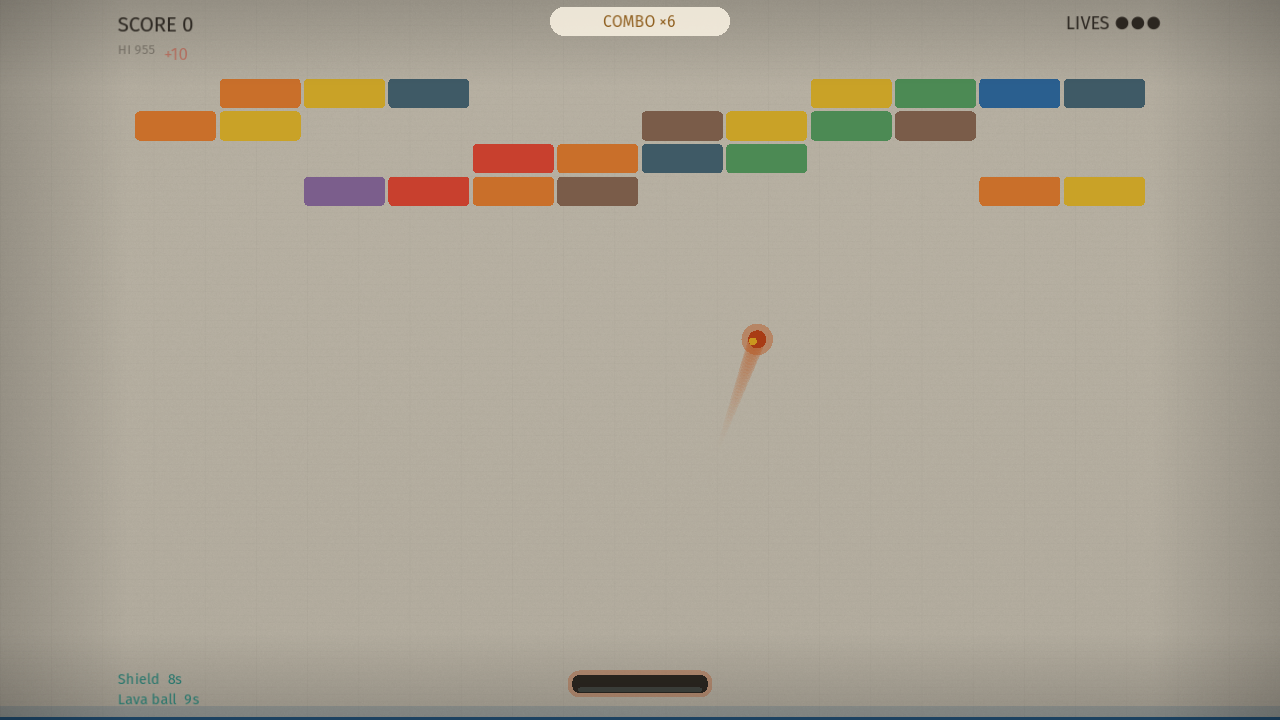 SCORE 0
COMBO ×6
LIVES
HI 955
+10
Shield 8s
Lava ball 9s